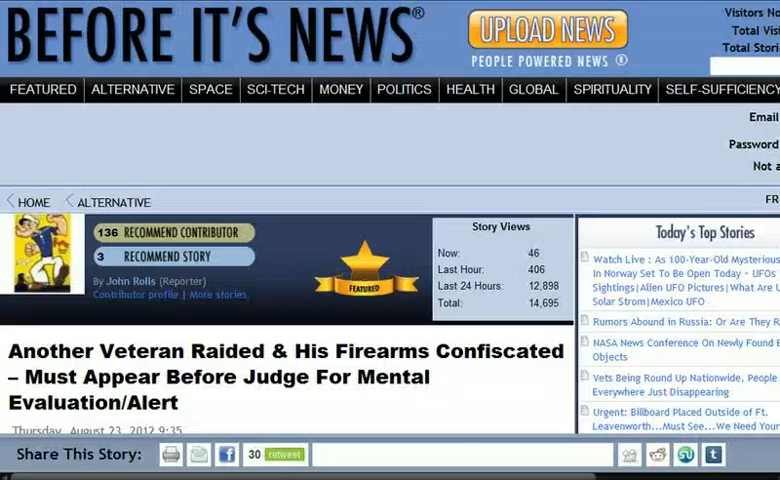 BEFORE IT'S NEWS®
UPLOAD NEWS
PEOPLE POWERED NEWS ®
Visitors No
Total Vis
Total Stori
FEATURED ALTERNATIVE SPACE SCI-TECH MONEY POLITICS HEALTH GLOBAL SPIRITUALITY SELF-SUFFICIENCY
Email
Password
Not a
HOME ALTERNATIVE
FR
136 RECOMMEND CONTRIBUTOR
3 RECOMMEND STORY
By John Rolls (Reporter)
Contributor profile | More stories.
FEATURED
Story Views
Now: 46
Last Hour: 406
Last 24 Hours: 12,898
Total: 14,695
Today's Top Stories
Watch Live : As 100-Year-Old Mysterious
In Norway Set To Be Open Today - UFOs
Sightings|Alien UFO Pictures|What Are U
Solar Strom|Mexico UFO
Rumors Abound in Russia: Or Are They R
NASA News Conference On Newly Found E
Objects
Vets Being Round Up Nationwide, People
Everywhere Just Disappearing
Urgent: Billboard Placed Outside of Ft.
Leavenworth...Must See...We Need Your
Another Veteran Raided & His Firearms Confiscated
– Must Appear Before Judge For Mental
Evaluation/Alert
Thursday, August 23, 2012 9:35
Share This Story:
30 retweet